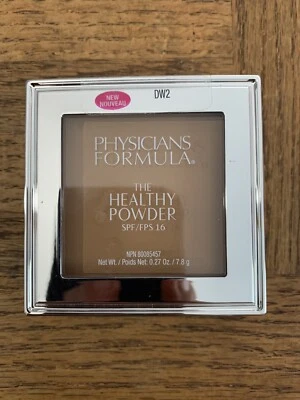 NEW
NOUVEAU
DW2
PHYSICIANS
FORMULA®
THE
HEALTHY
POWDER
SPF/FPS 16
NPN 80095457
Net Wt. / Poids Net. 0.27 Oz. / 7.8 g